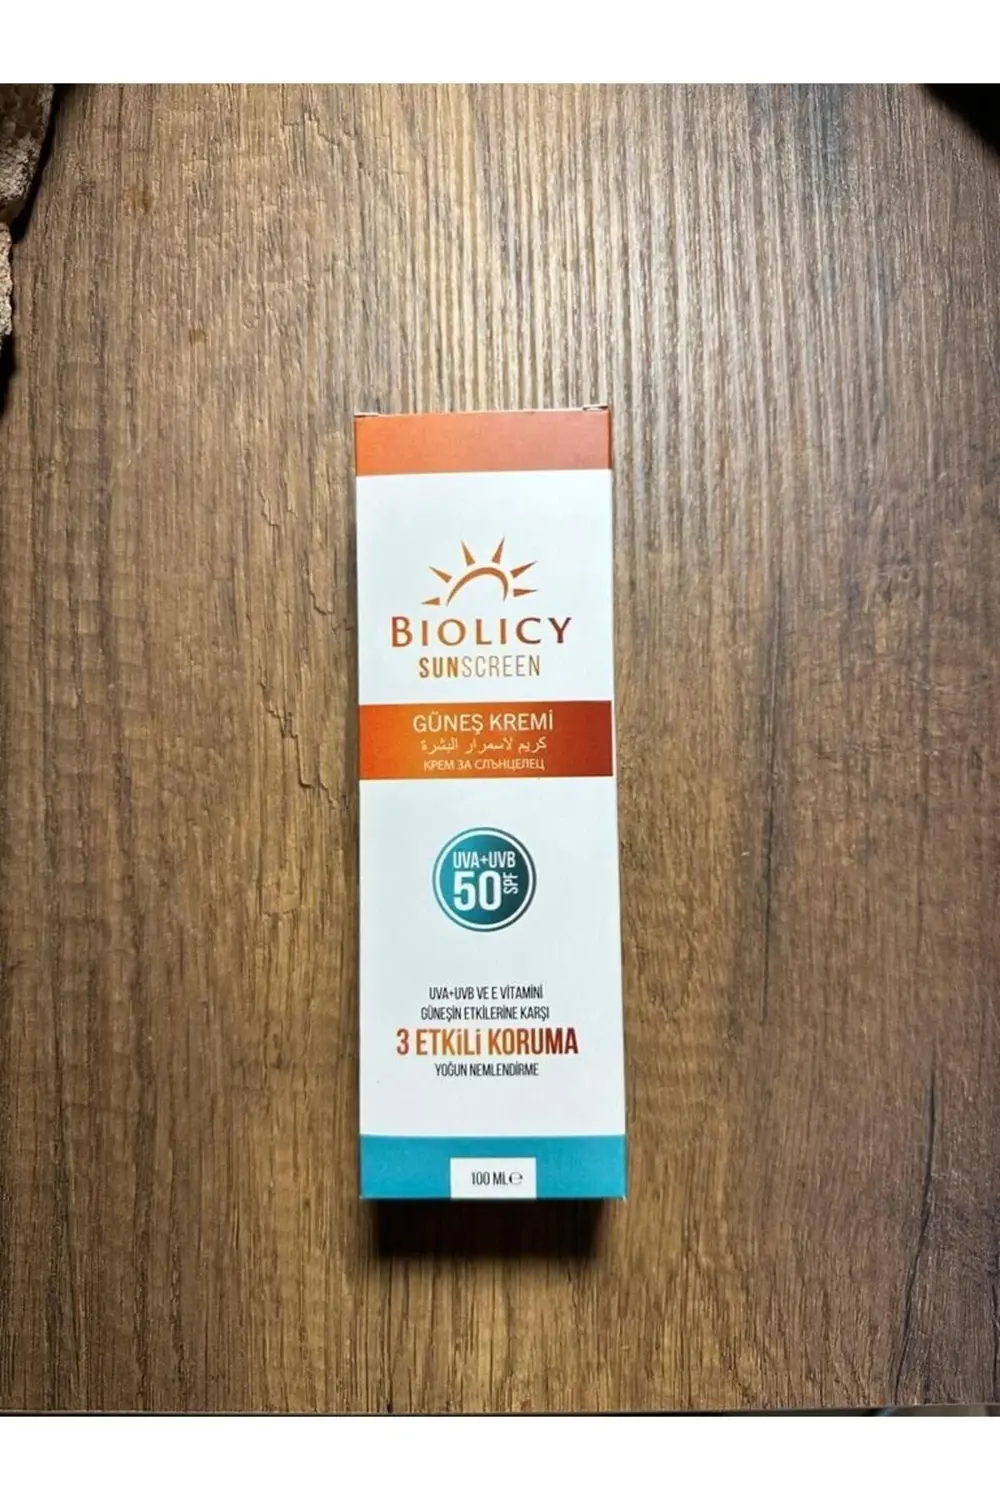 BIOLICY
SUNSCREEN
GÜNEŞ KREMİ
كريم لاسمرار البشرة
КРЕМ ЗА СЛЪНЦЕЛЕЦ
UVA+UVB
50 SPF
UVA+UVB VE E VİTAMİNİ
GÜNEŞİN ETKİLERİNE KARŞI
3 ETKİLİ KORUMA
YOĞUN NEMLENDİRME
100 ML℮